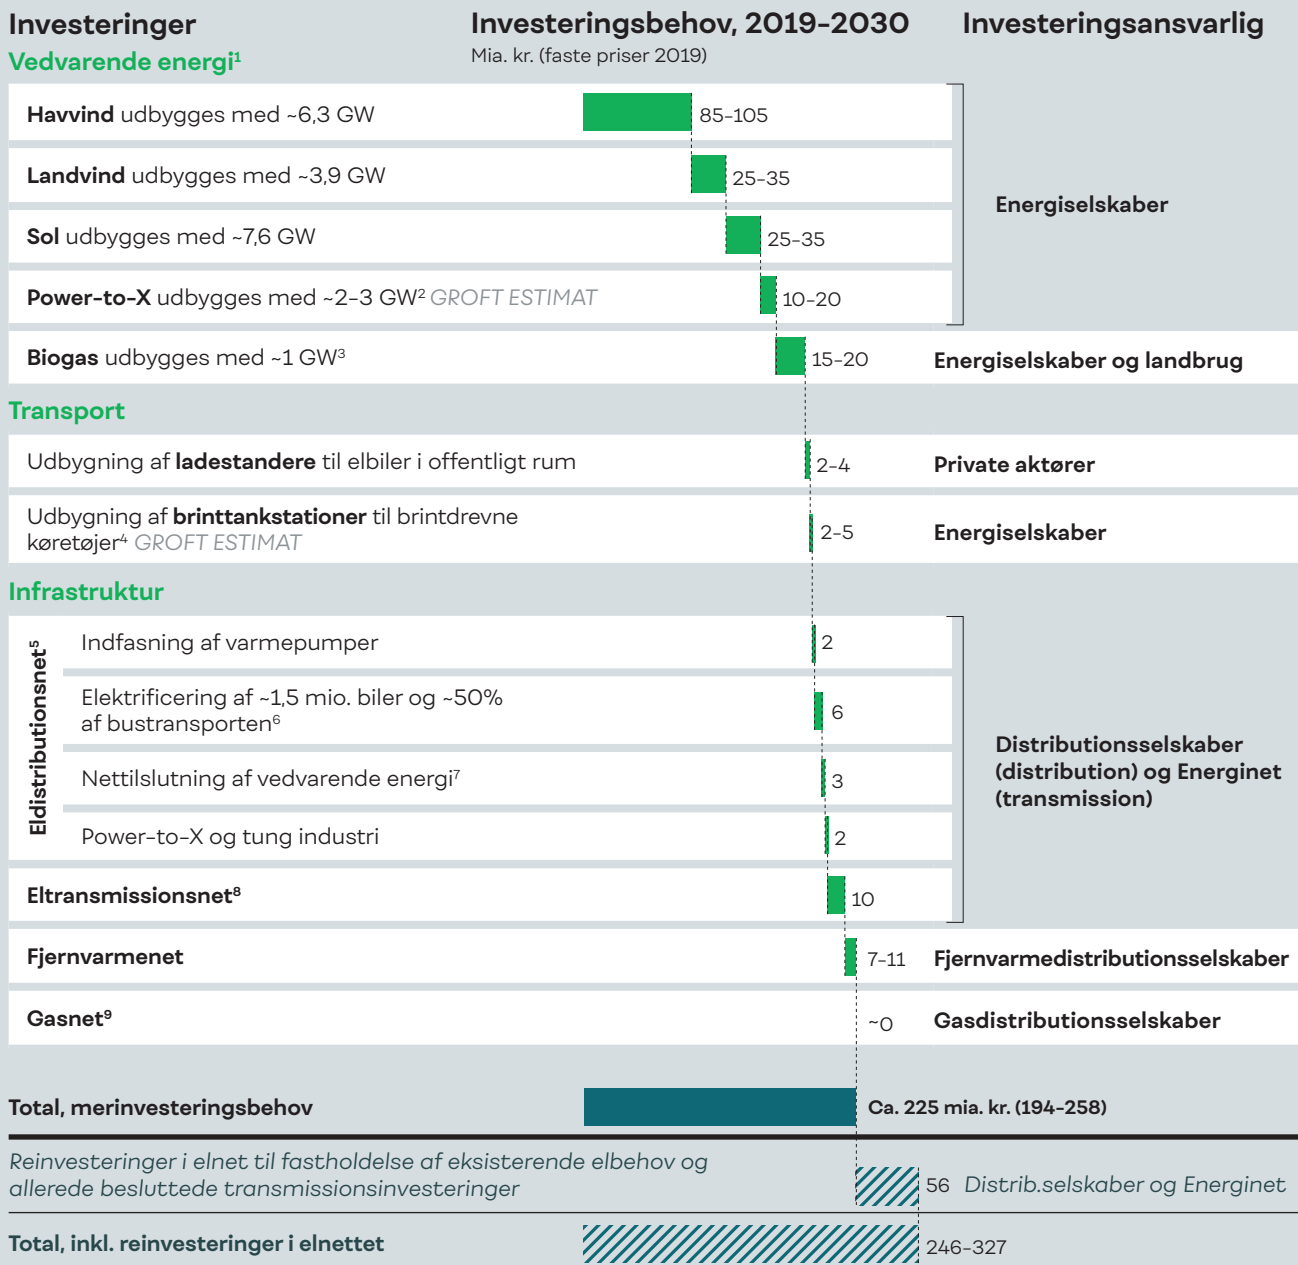 Investeringer
Investeringsbehov, 2019-2030
Investeringsansvarlig
Vedvarende energi¹
Mia. kr. (faste priser 2019)
Havvind udbygges med ~6,3 GW
85-105
Landvind udbygges med ~3,9 GW
25-35
Energiselskaber
Sol udbygges med ~7,6 GW
25-35
Power-to-X udbygges med ~2-3 GW² GROFT ESTIMAT
10-20
Biogas udbygges med ~1 GW³
15-20
Energiselskaber og landbrug
Transport
Udbygning af ladestandere til elbiler i offentligt rum
2-4
Private aktører
Udbygning af brinttankstationer til brintdrevne
køretøjer⁴ GROFT ESTIMAT
2-5
Energiselskaber
Infrastruktur
Eldistributionsnet⁵
Indfasning af varmepumper
2
Elektrificering af ~1,5 mio. biler og ~50%
af bustransporten⁶
6
Nettilslutning af vedvarende energi⁷
3
Power-to-X og tung industri
2
Distributionsselskaber
(distribution) og Energinet
(transmission)
Eltransmissionsnet⁸
10
Fjernvarmenet
7-11
Fjernvarmedistributionsselskaber
Gasnet⁹
~0
Gasdistributionsselskaber
Total, merinvesteringsbehov
Ca. 225 mia. kr. (194-258)
Reinvesteringer i elnet til fastholdelse af eksisterende elbehov og
allerede besluttede transmissionsinvesteringer
56
Distrib.selskaber og Energinet
Total, inkl. reinvesteringer i elnettet
246-327